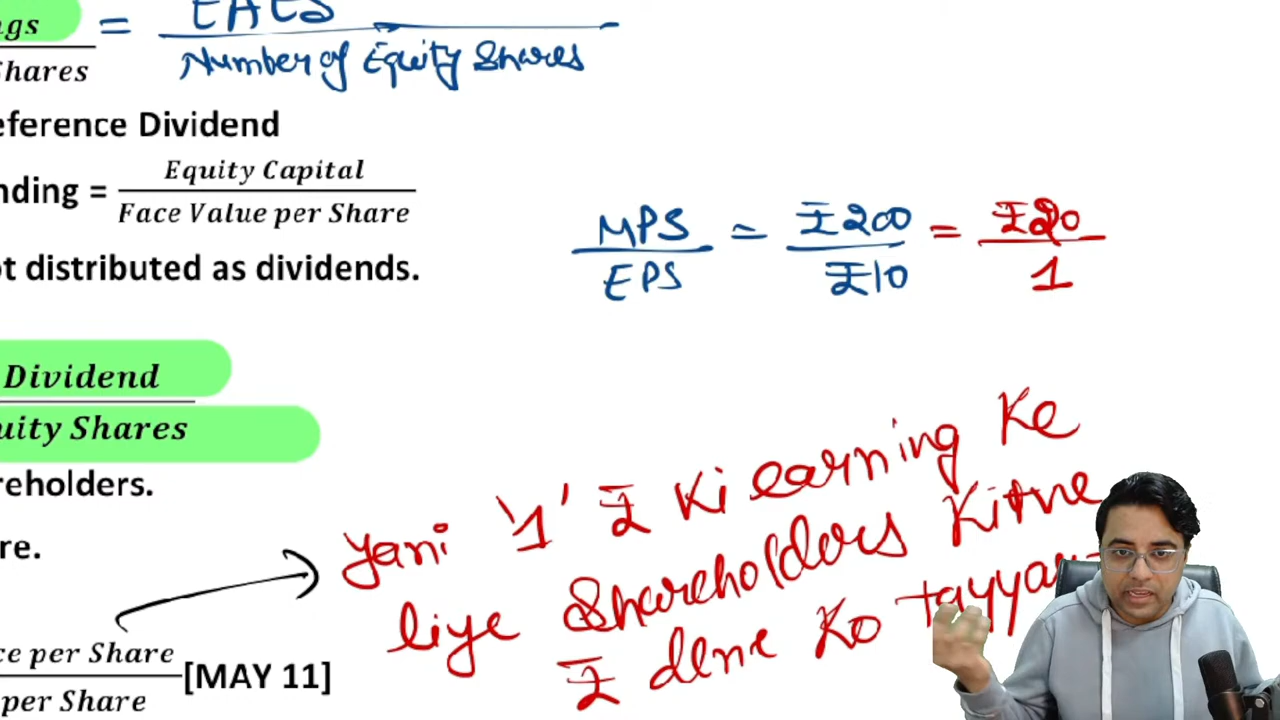 ngs = EAES
Shares Number of Equity Shares
eference Dividend
nding = Equity Capital
Face Value per Share
MPS = ₹200 = ₹20
EPS ₹10 1
ot distributed as dividends.
Dividend
uity Shares
reholders.
re.
Yani '1' ₹ Ki earning Ke
liye Shareholders Kitne
₹ dene Ko tayyar
ce per Share
per Share [MAY 11]